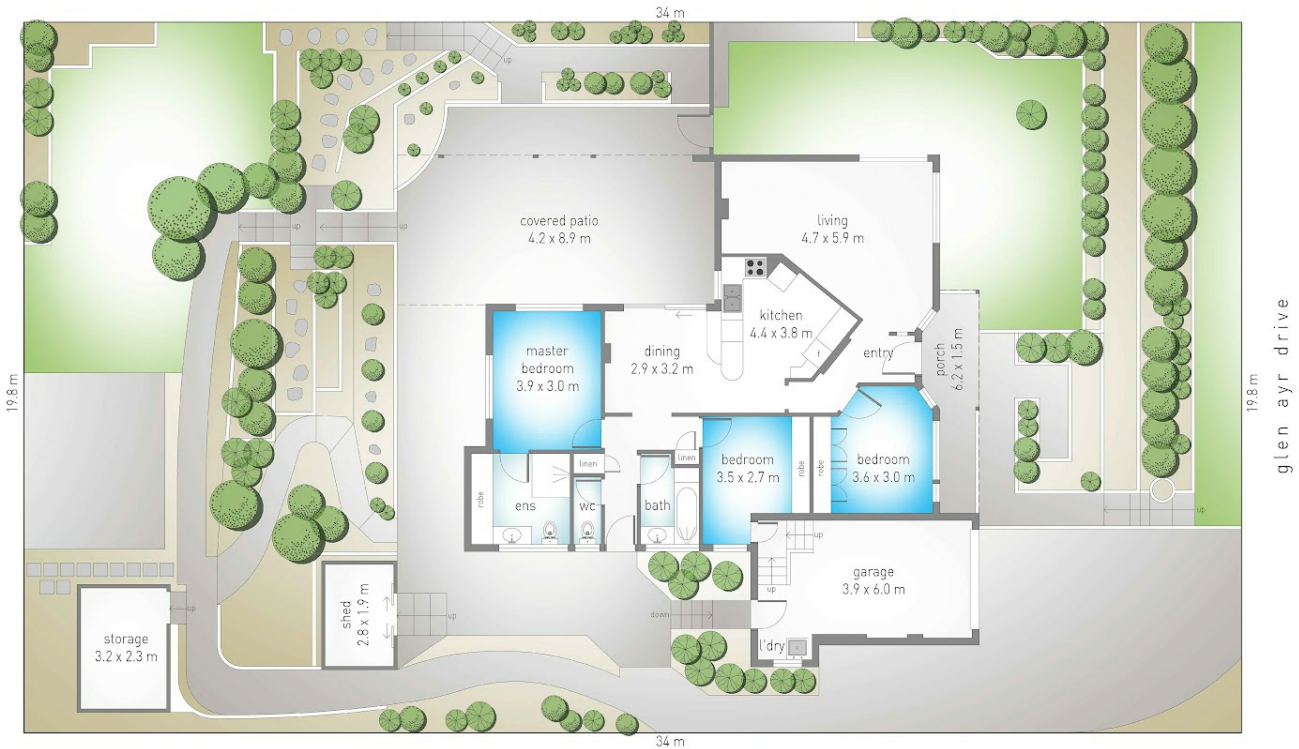 34 m
up
up
up
covered patio
4.2 x 8.9 m
living
4.7 x 5.9 m
kitchen
4.4 x 3.8 m
f
entry
porch
6.2 x 1.5 m
master
bedroom
3.9 x 3.0 m
dining
2.9 x 3.2 m
19.8 m
19.8 m
glen ayr drive
linen
linen
bedroom
3.5 x 2.7 m
robe
robe
bedroom
3.6 x 3.0 m
robe
ens
wc
bath
up
up
up
garage
3.9 x 6.0 m
down
l'dry
shed
2.8 x 1.9 m
up
up
storage
3.2 x 2.3 m
34 m